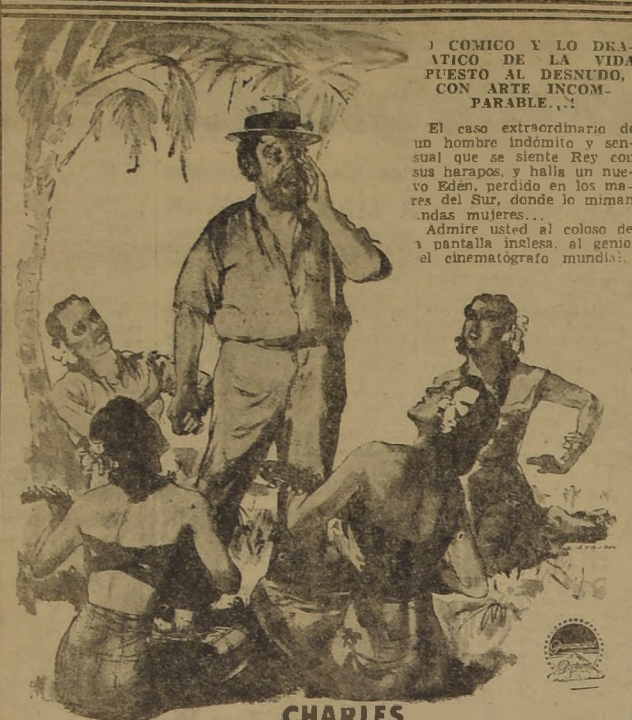 COMICO Y LO DRA-
ATICO DE LA VIDA
PUESTO AL DESNUDO,
CON ARTE INCOM-
PARABLE...!
El caso extraordinario de
un hombre indómito y sen-
sual que se siente Rey con
sus harapos, y halla un nue-
vo Edén, perdido en los ma-
res del Sur, donde lo miman
ndas mujeres...
Admire usted al coloso de
a pantalla inglesa, al genio
el cinematógrafo mundial,
Paramount
Pictures
CHARLES